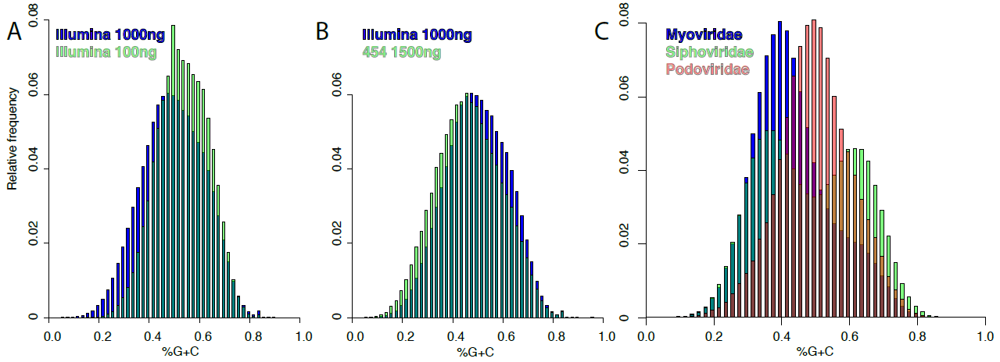 A
Illumina 1000ng
Illumina 100ng
Relative frequency
0.08
0.06
0.04
0.02
0
0.0 0.2 0.4 0.6 0.8 1.0
%G+C
B
Illumina 1000ng
454 1500ng
0.06
0.04
0.02
0
0.0 0.2 0.4 0.6 0.8 1.0
%G+C
C
Myoviridae
Siphoviridae
Podoviridae
0.08
0.06
0.04
0.02
0
0.0 0.2 0.4 0.6 0.8 1.0
%G+C